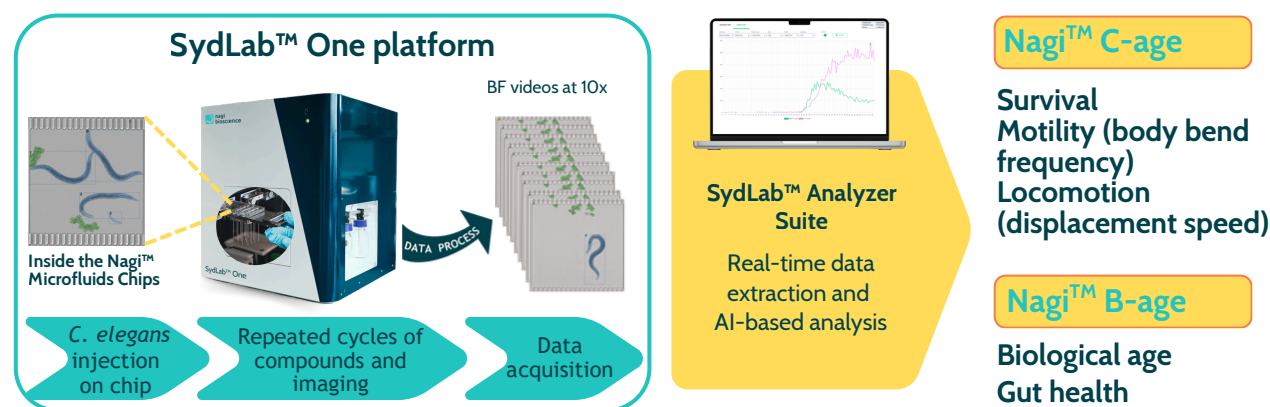 SydLab™ One platform
BF videos at 10x
nagi
bioscience
SydLab™ One
DATA PROCESS
Inside the Nagi™
Microfluids Chips
C. elegans
injection
on chip
Repeated cycles of
compounds and
imaging
Data
acquisition
SydLab™ Analyzer
Suite
Real-time data
extraction and
AI-based analysis
Nagi™ C-age
Survival
Motility (body bend
frequency)
Locomotion
(displacement speed)
Nagi™ B-age
Biological age
Gut health